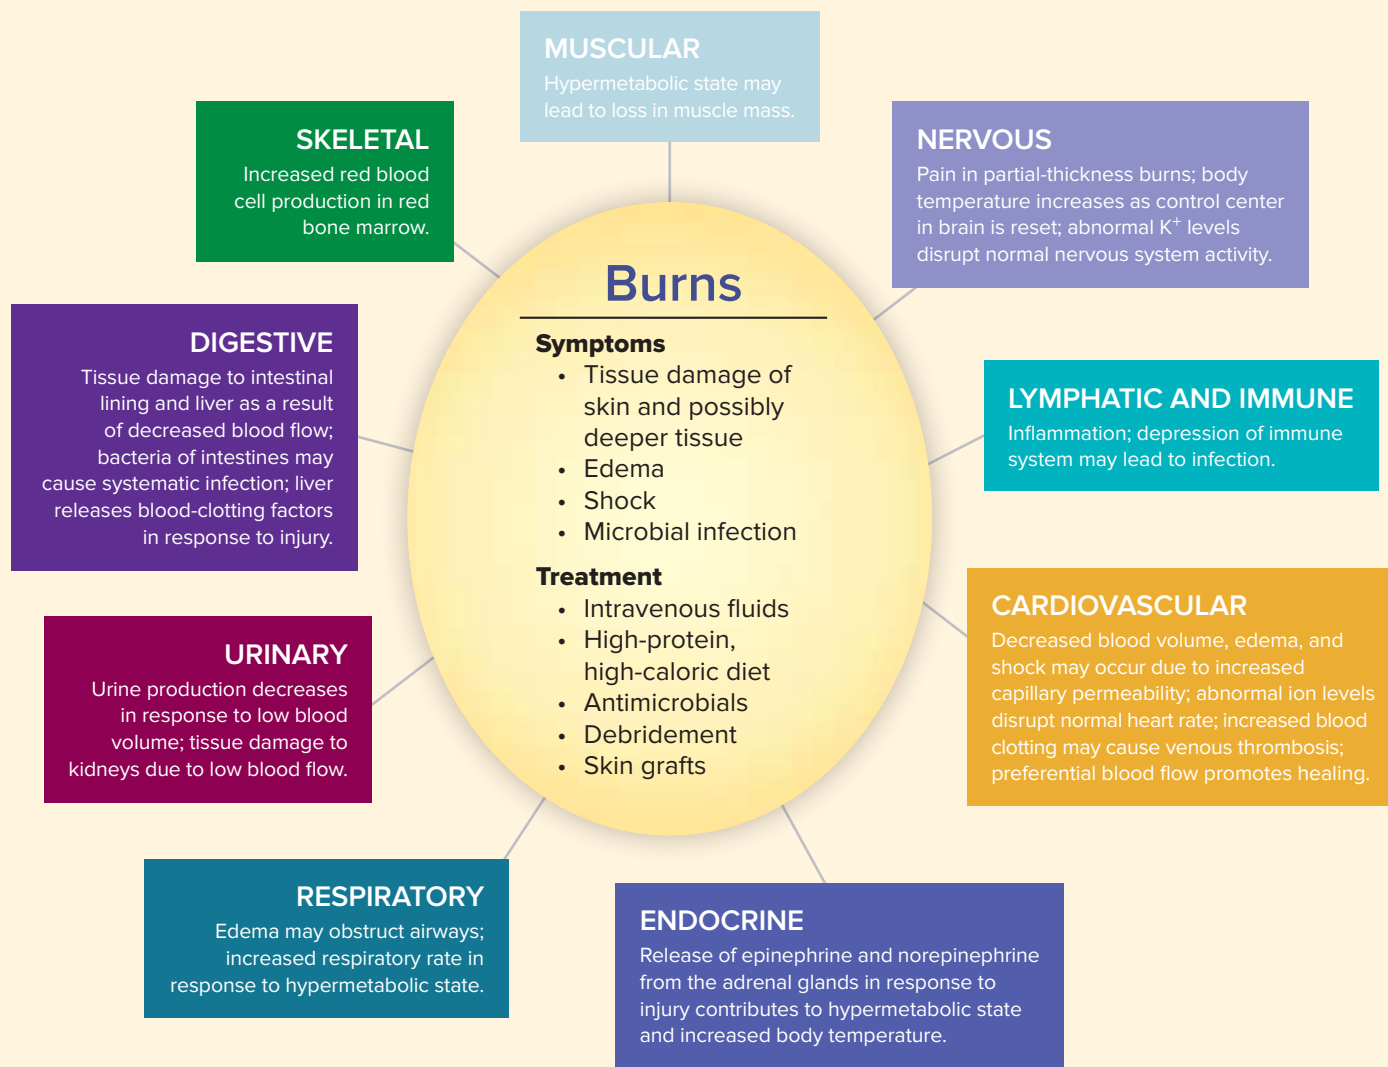 MUSCULAR
Hypermetabolic state may
lead to loss in muscle mass.
SKELETAL
Increased red blood
cell production in red
bone marrow.
NERVOUS
Pain in partial-thickness burns; body
temperature increases as control center
in brain is reset; abnormal K⁺ levels
disrupt normal nervous system activity.
DIGESTIVE
Tissue damage to intestinal
lining and liver as a result
of decreased blood flow;
bacteria of intestines may
cause systematic infection; liver
releases blood-clotting factors
in response to injury.
Burns
Symptoms
• Tissue damage of
skin and possibly
deeper tissue
• Edema
• Shock
• Microbial infection
Treatment
• Intravenous fluids
• High-protein,
high-caloric diet
• Antimicrobials
• Debridement
• Skin grafts
LYMPHATIC AND IMMUNE
Inflammation; depression of immune
system may lead to infection.
CARDIOVASCULAR
Decreased blood volume, edema, and
shock may occur due to increased
capillary permeability; abnormal ion levels
disrupt normal heart rate; increased blood
clotting may cause venous thrombosis;
preferential blood flow promotes healing.
URINARY
Urine production decreases
in response to low blood
volume; tissue damage to
kidneys due to low blood flow.
RESPIRATORY
Edema may obstruct airways;
increased respiratory rate in
response to hypermetabolic state.
ENDOCRINE
Release of epinephrine and norepinephrine
from the adrenal glands in response to
injury contributes to hypermetabolic state
and increased body temperature.